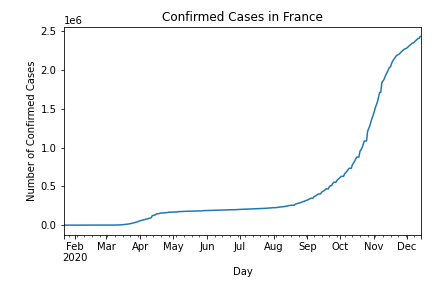 Confirmed Cases in France
1e6
2.5
2.0
1.5
1.0
0.5
0.0
Number of Confirmed Cases
Feb Mar Apr May Jun Jul Aug Sep Oct Nov Dec
2020
Day